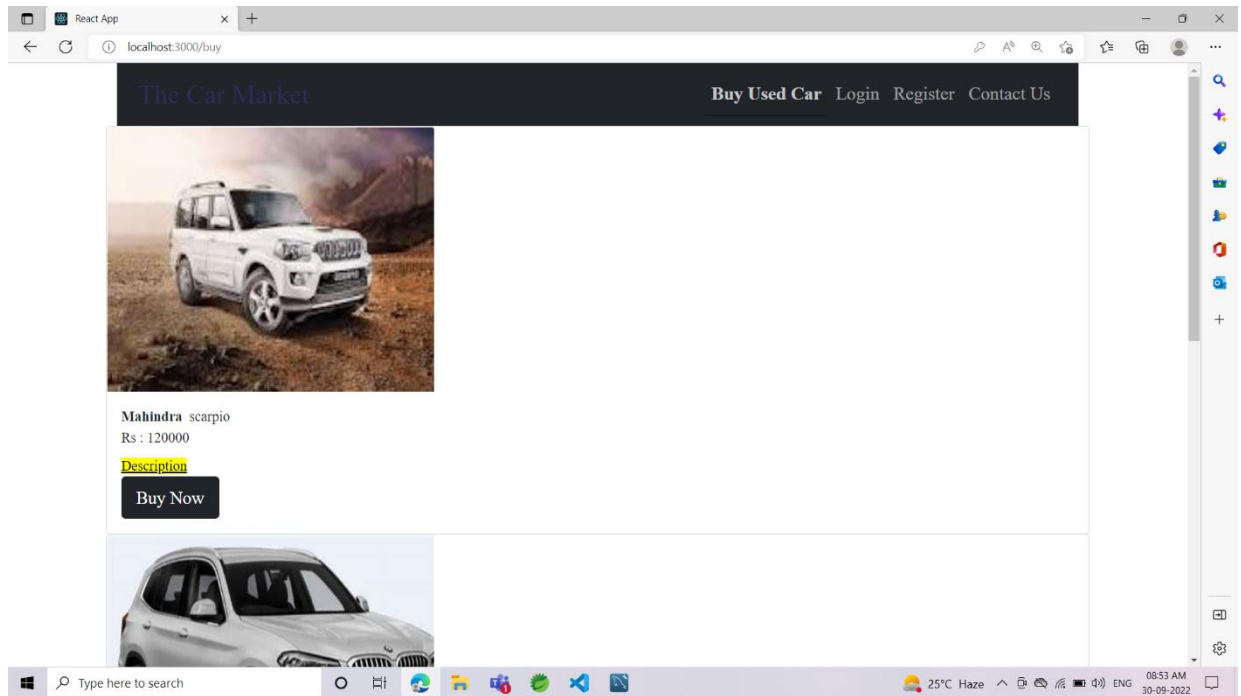 React App
localhost:3000/buy
The Car Market
Buy Used Car Login Register Contact Us
SCORPIO
Mahindra scarpio
Rs : 120000
Description
Buy Now
Type here to search
25°C Haze
ENG
08:53 AM
30-09-2022